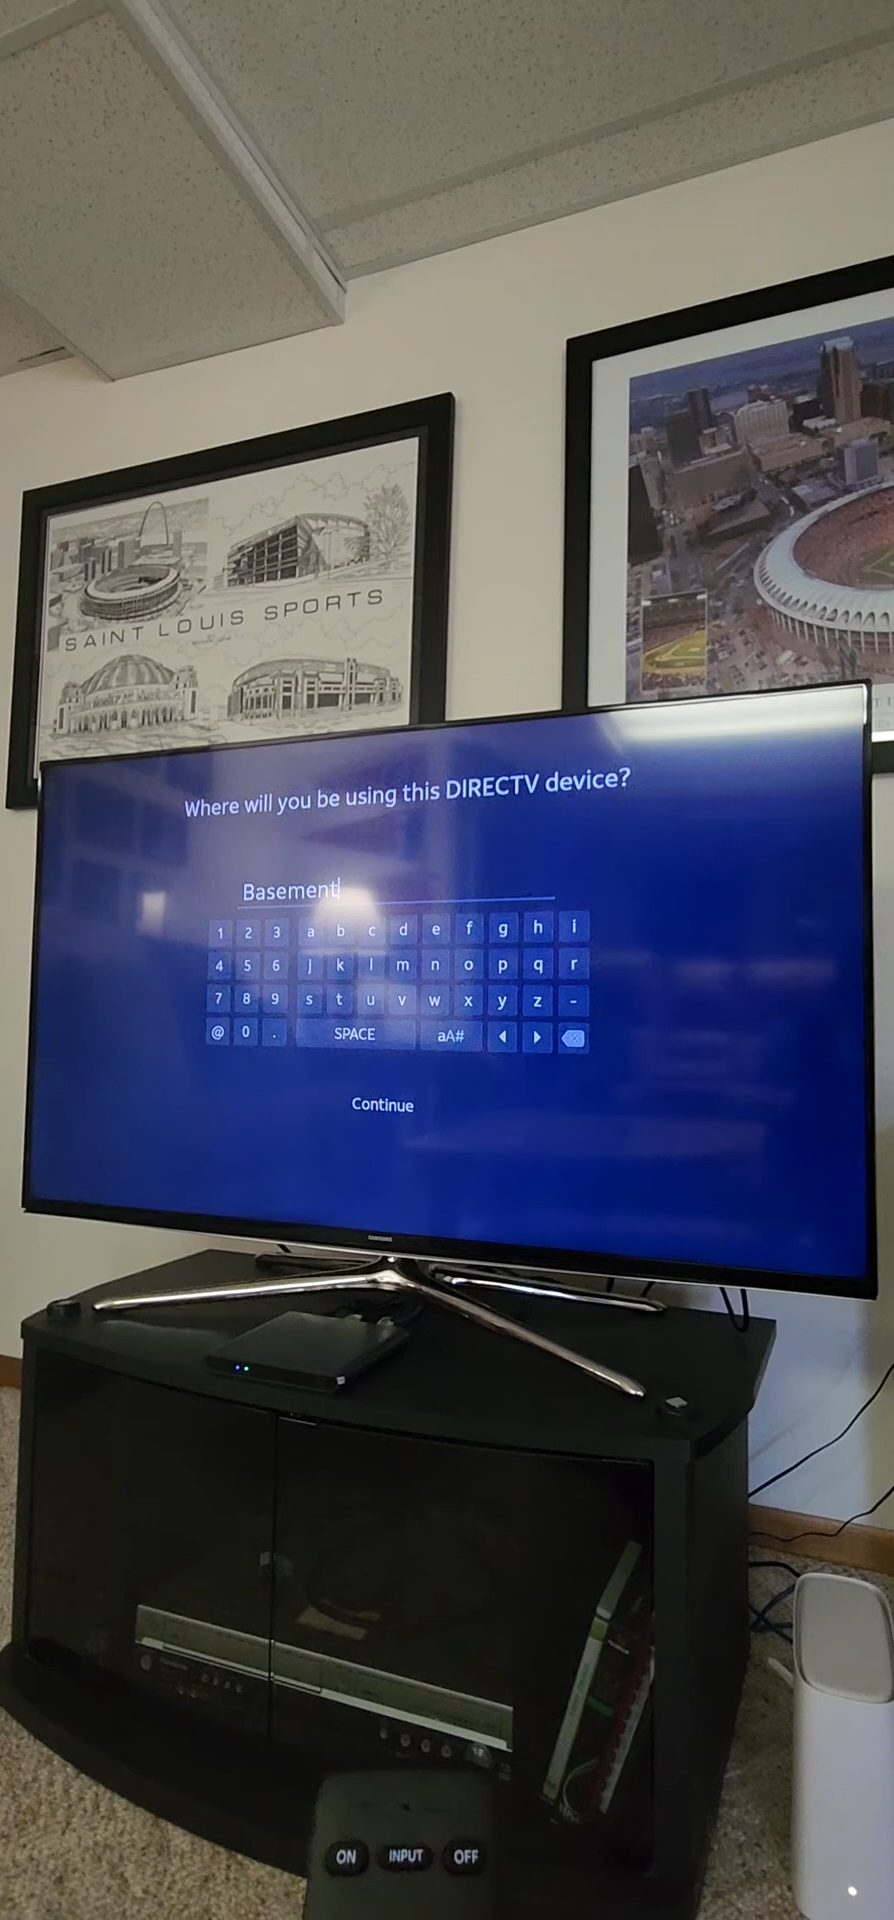 SAINT LOUIS SPORTS
Where will you be using this DIRECTV device?
Basement
1 2 3 a b c d e f g h i
4 5 6 j k l m n o p q r
7 8 9 s t u v w x y z -
@ 0 . SPACE aA#
Continue
SAMSUNG
ON INPUT OFF